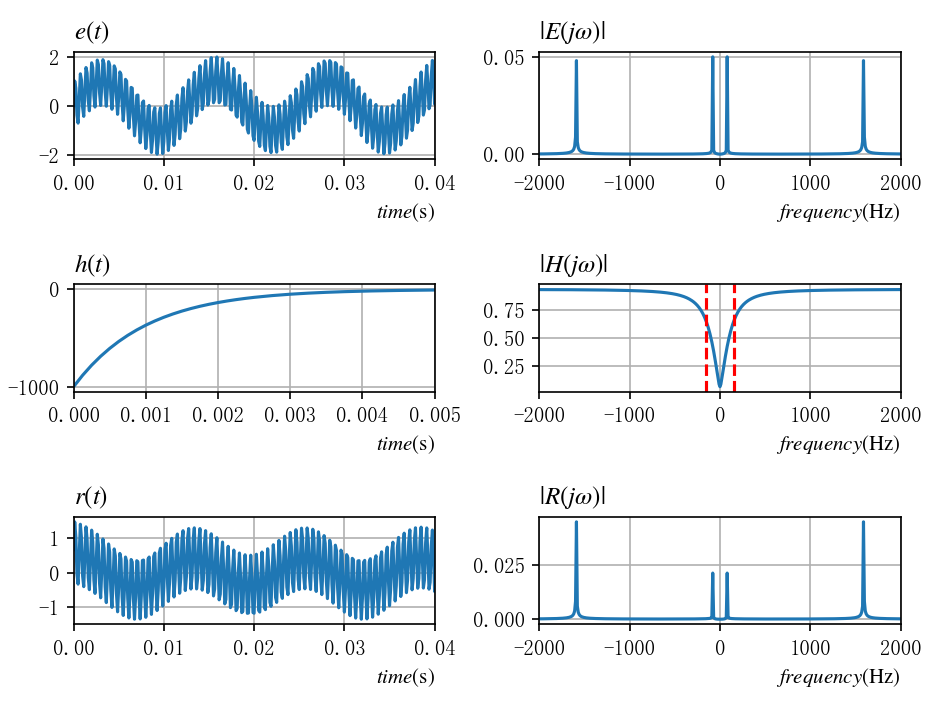 e(t)
2
0
−2
0.00 0.01 0.02 0.03 0.04
time(s)
|E(jω)|
0.05
0.00
−2000 −1000 0 1000 2000
frequency(Hz)
h(t)
0
−1000
0.000 0.001 0.002 0.003 0.004 0.005
time(s)
|H(jω)|
0.75
0.50
0.25
−2000 −1000 0 1000 2000
frequency(Hz)
r(t)
1
0
−1
0.00 0.01 0.02 0.03 0.04
time(s)
|R(jω)|
0.025
0.000
−2000 −1000 0 1000 2000
frequency(Hz)